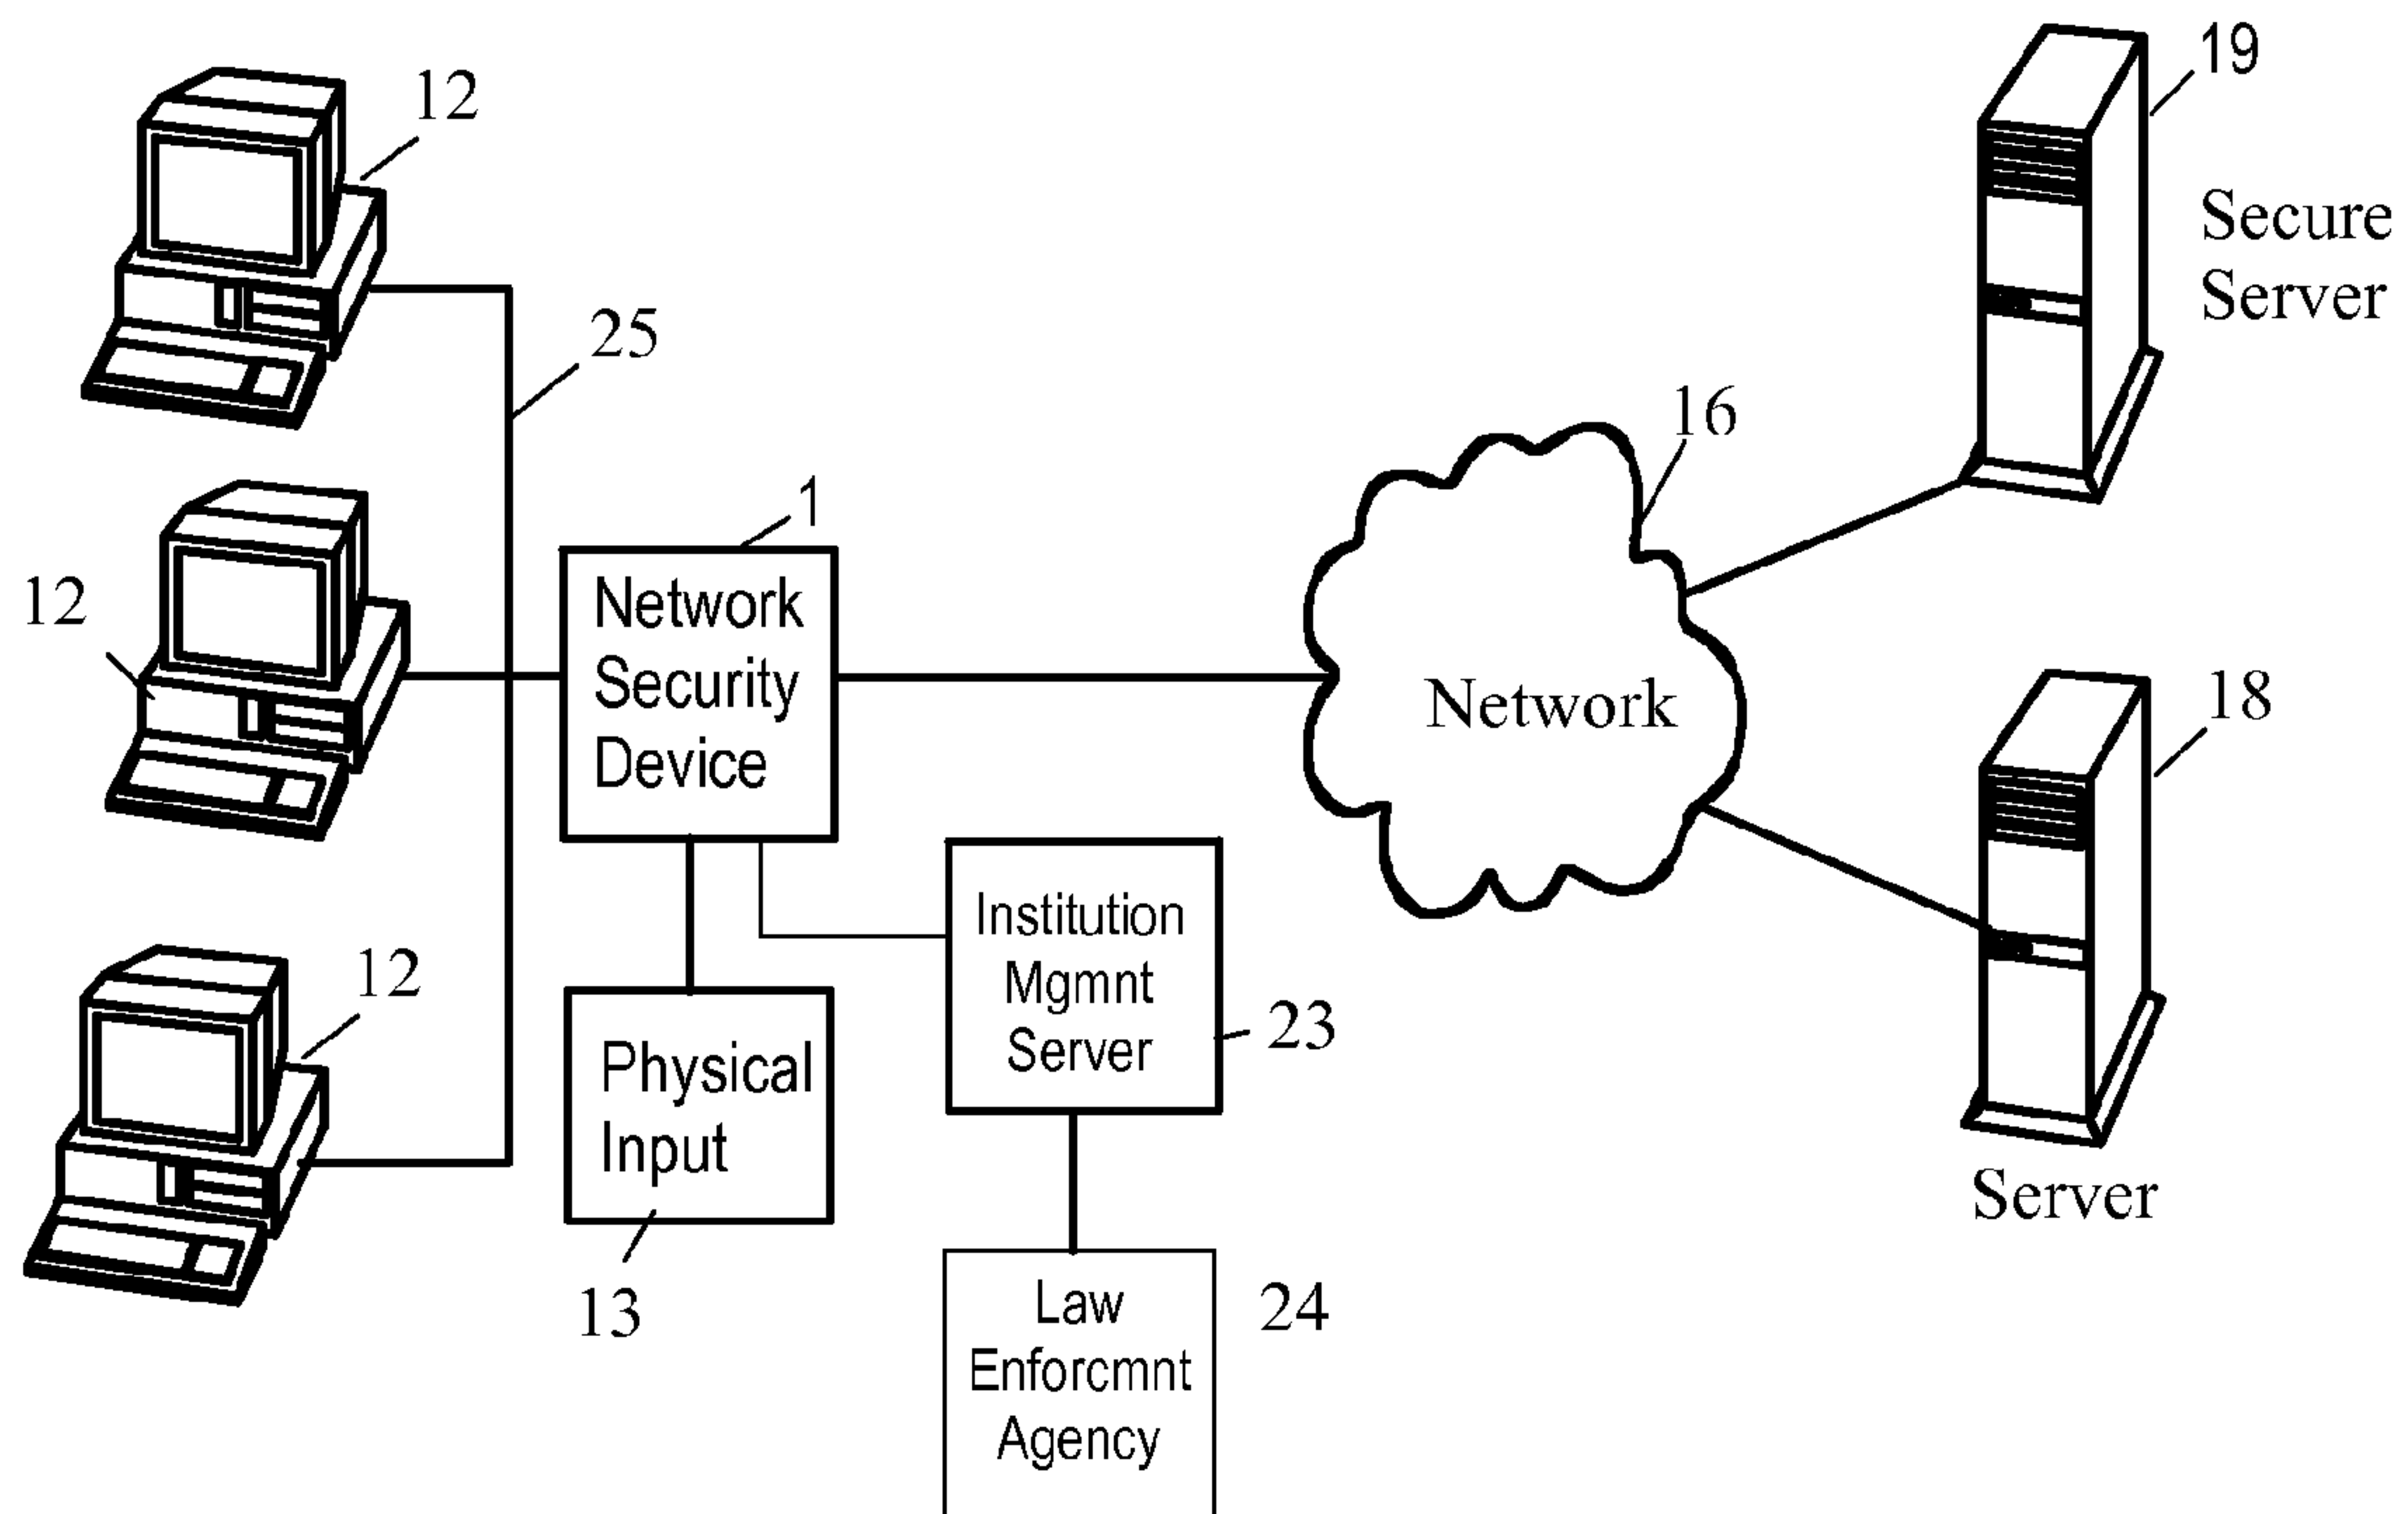 12
19
Secure
Server
25
16
1
12
Network
Security
Device
Network
18
12
Institution
Mgmnt
Server
23
Physical
Input
13
Server
Law
Enforcmnt
Agency
24